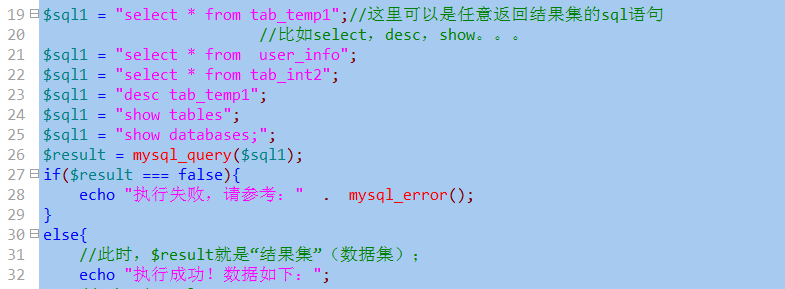 19 $sql1 = "select * from tab_temp1";//这里可以是任意返回结果集的sql语句
20 //比如select，desc，show。。。
21 $sql1 = "select * from  user_info";
22 $sql1 = "select * from tab_int2";
23 $sql1 = "desc tab_temp1";
24 $sql1 = "show tables";
25 $sql1 = "show databases;";
26 $result = mysql_query($sql1);
27 if($result === false){
28 echo "执行失败，请参考："  .  mysql_error();
29 }
30 else{
31 //此时，$result就是“结果集”（数据集）；
32 echo "执行成功！数据如下：";